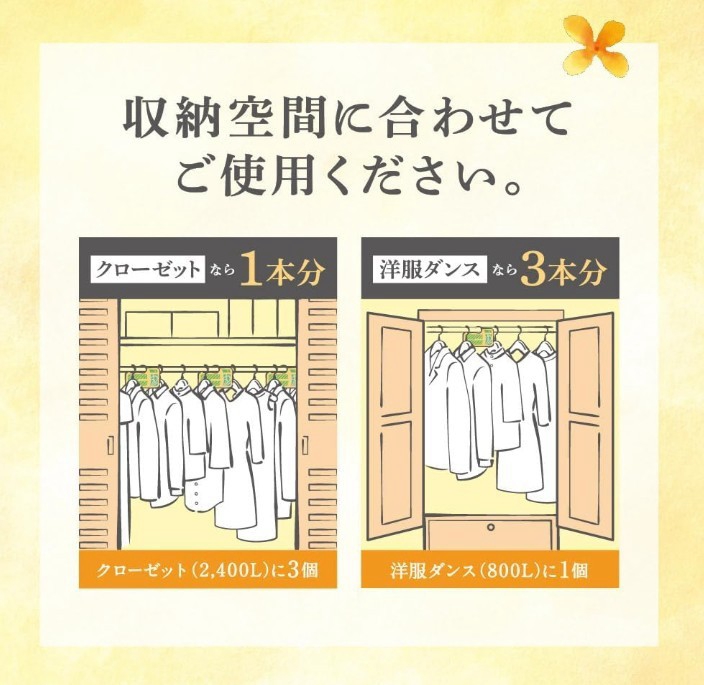 収納空間に合わせて
ご使用ください。
クローゼットなら1本分
クローゼット(2,400L)に3個
洋服ダンスなら3本分
洋服ダンス(800L)に1個